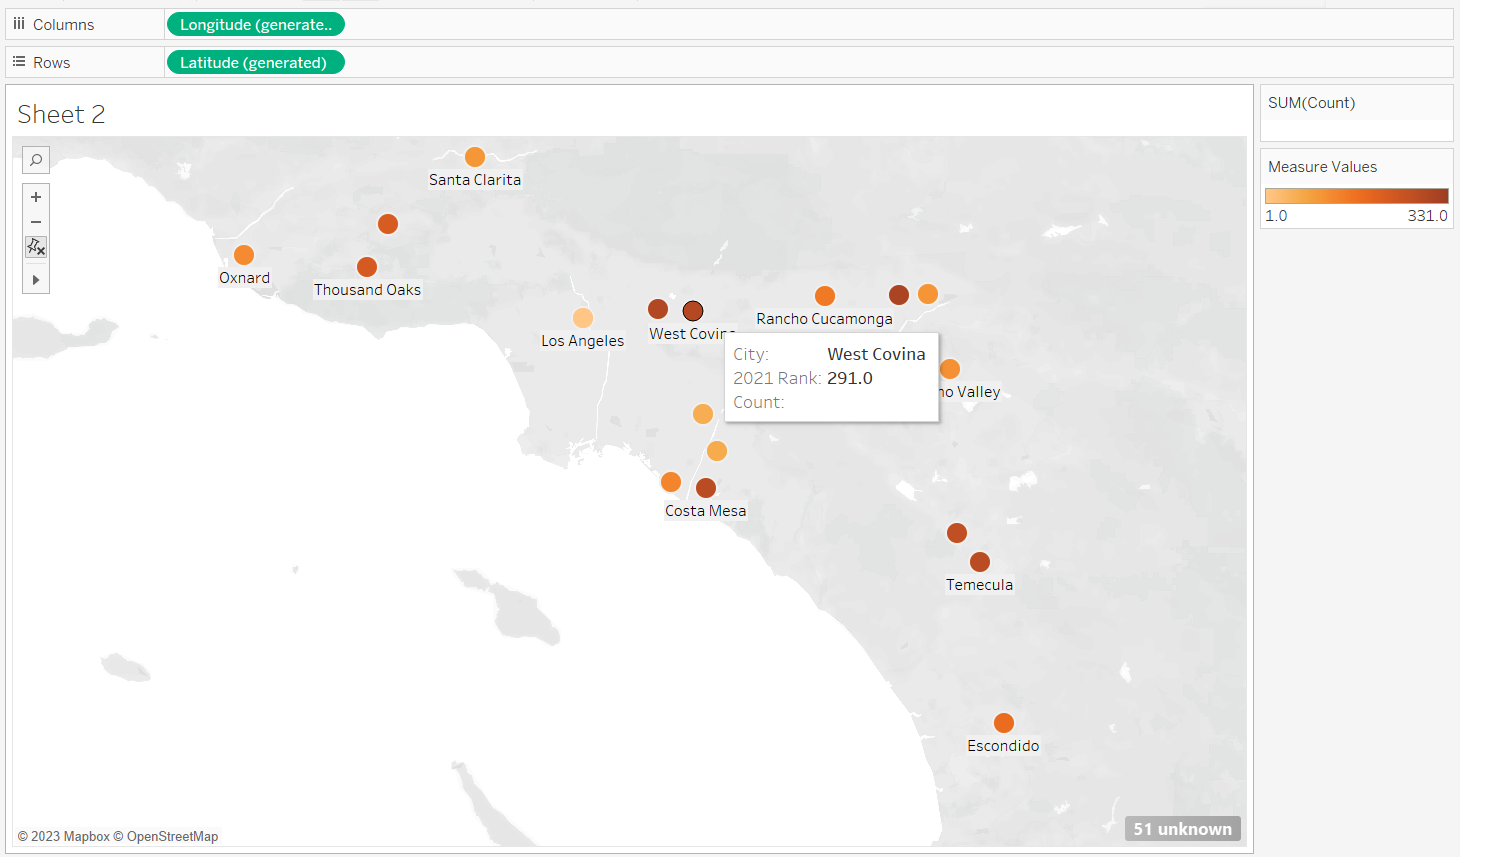 Columns
Longitude (generate..
Rows
Latitude (generated)
Sheet 2
SUM(Count)
Measure Values
1.0
331.0
Santa Clarita
Oxnard
Thousand Oaks
Los Angeles
West Covina
Rancho Cucamonga
City: West Covina
2021 Rank: 291.0
Count:
no Valley
Costa Mesa
Temecula
Escondido
51 unknown
© 2023 Mapbox © OpenStreetMap